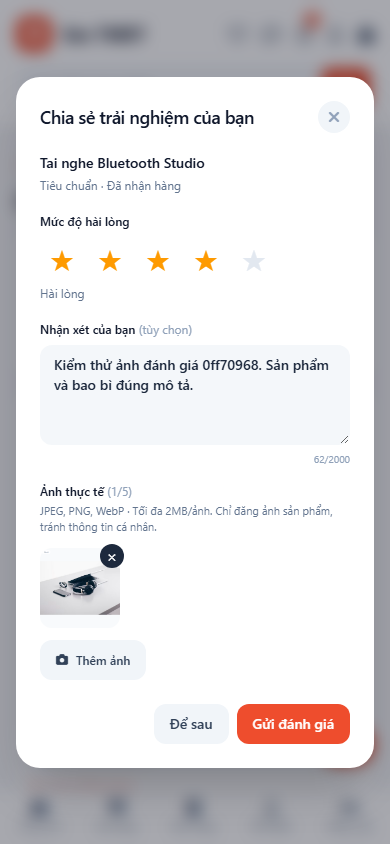 Chia sẻ trải nghiệm của bạn
Tai nghe Bluetooth Studio
Tiêu chuẩn · Đã nhận hàng
Mức độ hài lòng
Hài lòng
Nhận xét của bạn (tùy chọn)
Kiểm thử ảnh đánh giá 0ff70968. Sản phẩm
và bao bì đúng mô tả.
62/2000
Ảnh thực tế (1/5)
JPEG, PNG, WebP · Tối đa 2MB/ảnh. Chỉ đăng ảnh sản phẩm,
tránh thông tin cá nhân.
Thêm ảnh
Để sau
Gửi đánh giá